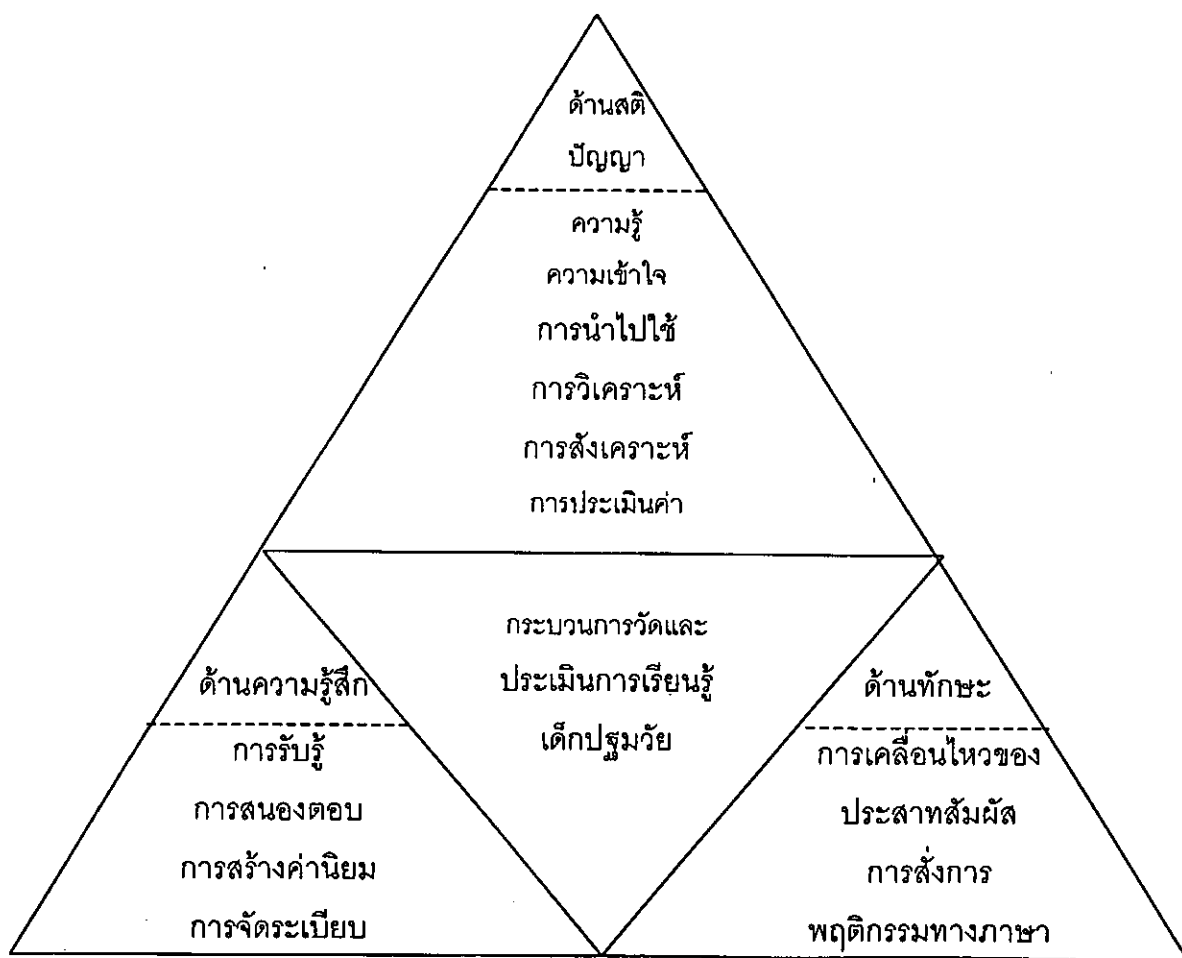 ด้านสติ
ปัญญา
ความรู้
ความเข้าใจ
การนำไปใช้
การวิเคราะห์
การสังเคราะห์
การประเมินค่า
กระบวนการวัดและ
ประเมินการเรียนรู้
เด็กปฐมวัย
ด้านความรู้สึก
การรับรู้
การสนองตอบ
การสร้างค่านิยม
การจัดระเบียบ
ด้านทักษะ
การเคลื่อนไหวของ
ประสาทสัมผัส
การสั่งการ
พฤติกรรมทางภาษา